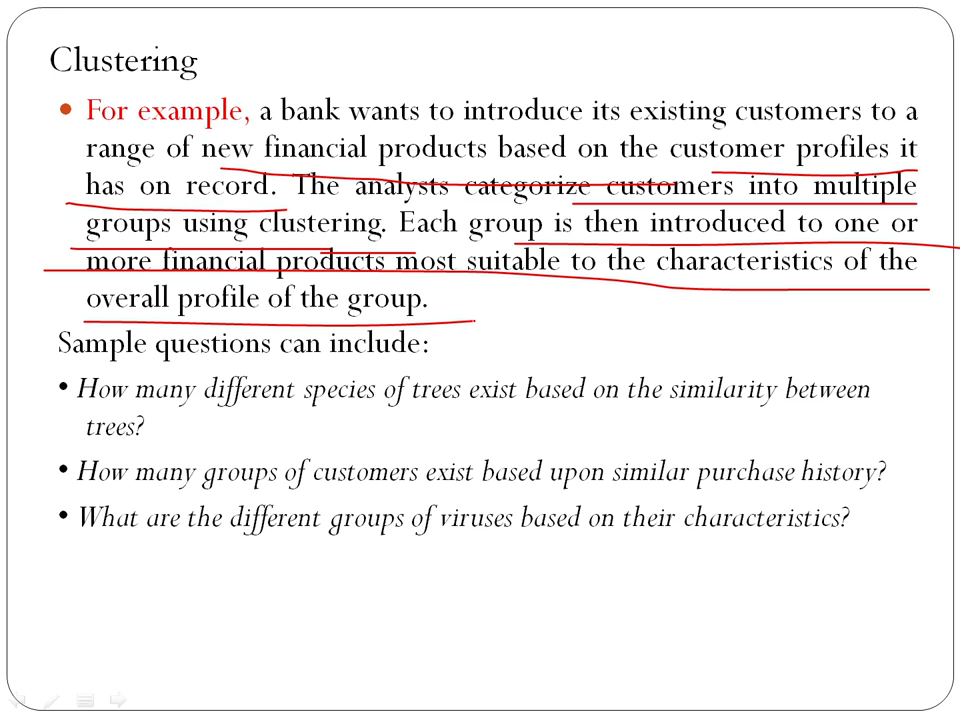 Clustering
• For example, a bank wants to introduce its existing customers to a
range of new financial products based on the customer profiles it
has on record. The analysts categorize customers into multiple
groups using clustering. Each group is then introduced to one or
more financial products most suitable to the characteristics of the
overall profile of the group.
Sample questions can include:
• How many different species of trees exist based on the similarity between
trees?
• How many groups of customers exist based upon similar purchase history?
• What are the different groups of viruses based on their characteristics?